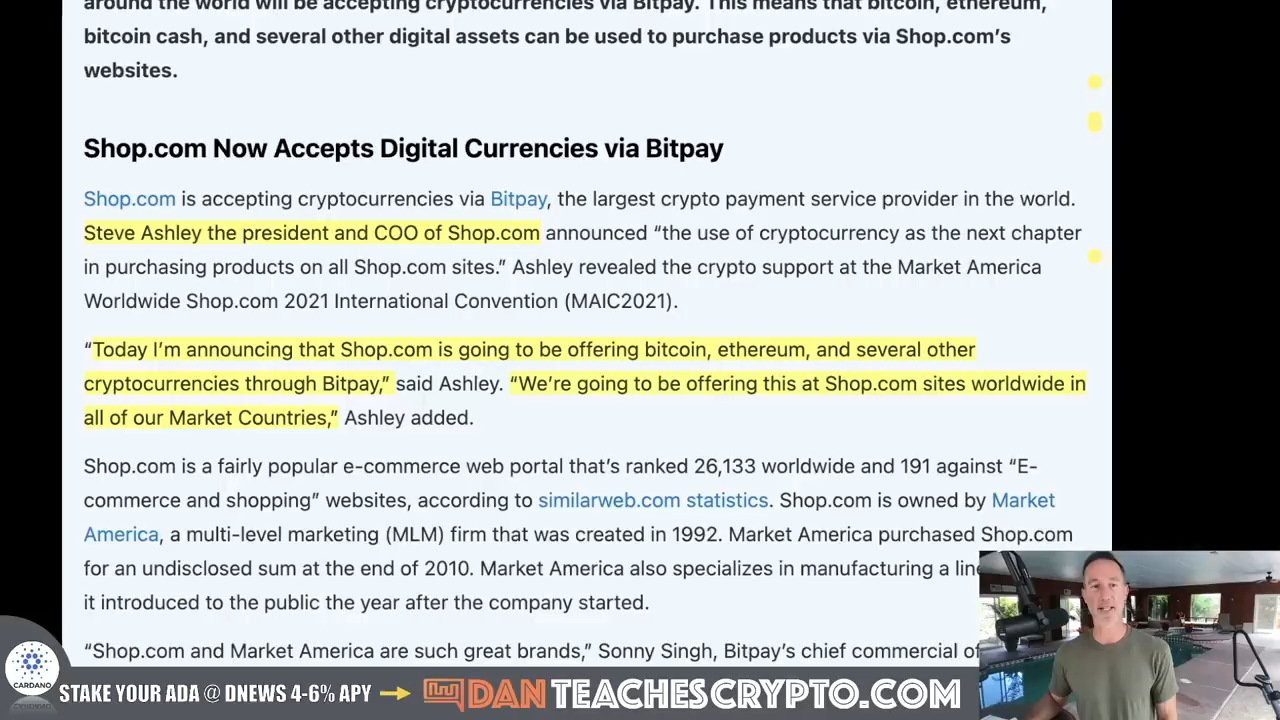 around the world will be accepting cryptocurrencies via Bitpay. This means that bitcoin, ethereum,
bitcoin cash, and several other digital assets can be used to purchase products via Shop.com’s
websites.
Shop.com Now Accepts Digital Currencies via Bitpay
Shop.com is accepting cryptocurrencies via Bitpay, the largest crypto payment service provider in the world.
Steve Ashley the president and COO of Shop.com announced “the use of cryptocurrency as the next chapter
in purchasing products on all Shop.com sites.” Ashley revealed the crypto support at the Market America
Worldwide Shop.com 2021 International Convention (MAIC2021).
“Today I’m announcing that Shop.com is going to be offering bitcoin, ethereum, and several other
cryptocurrencies through Bitpay,” said Ashley. “We’re going to be offering this at Shop.com sites worldwide in
all of our Market Countries,” Ashley added.
Shop.com is a fairly popular e-commerce web portal that’s ranked 26,133 worldwide and 191 against “E-
commerce and shopping” websites, according to similarweb.com statistics. Shop.com is owned by Market
America, a multi-level marketing (MLM) firm that was created in 1992. Market America purchased Shop.com
for an undisclosed sum at the end of 2010. Market America also specializes in manufacturing a line
it introduced to the public the year after the company started.
“Shop.com and Market America are such great brands,” Sonny Singh, Bitpay’s chief commercial of
CARDANO
STAKE YOUR ADA @ DNEWS 4-6% APY
DANTEACHESCRYPTO.COM